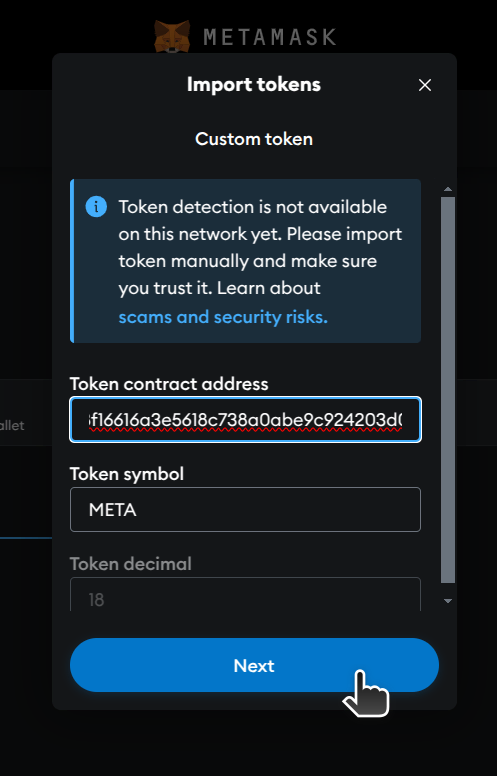 METAMASK
Import tokens
Custom token
Token detection is not available
on this network yet. Please import
token manually and make sure
you trust it. Learn about
scams and security risks.
Token contract address
f16616a3e5618c738a0abe9c924203d0
allet
Token symbol
META
Token decimal
18
Next